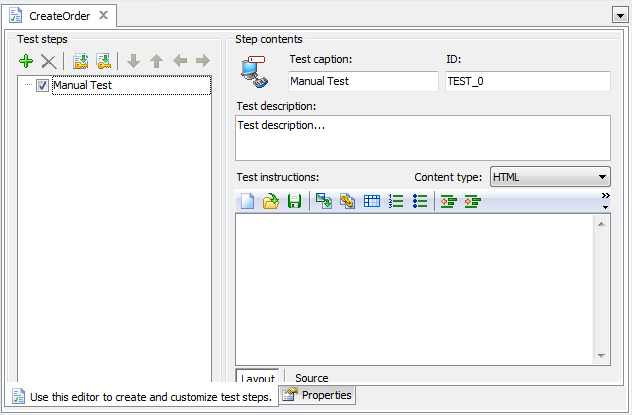 CreateOrder
Test steps
Manual Test
Step contents
Test caption:
ID:
Manual Test
TEST_0
Test description:
Test description...
Test instructions:
Content type:
HTML
Layout
Source
Use this editor to create and customize test steps.
Properties